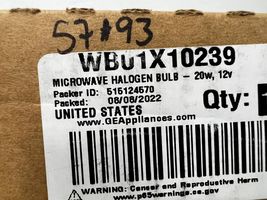 57#93
WB01X10239
MICROWAVE HALOGEN BULB - 20w, 12v
Packer ID: 515124570
Packed: 08/08/2022
Qty:
UNITED STATES
www.GEAppliances.com
WARNING: Cancer and Reproductive Harm
www.p65warnings.ca.gov